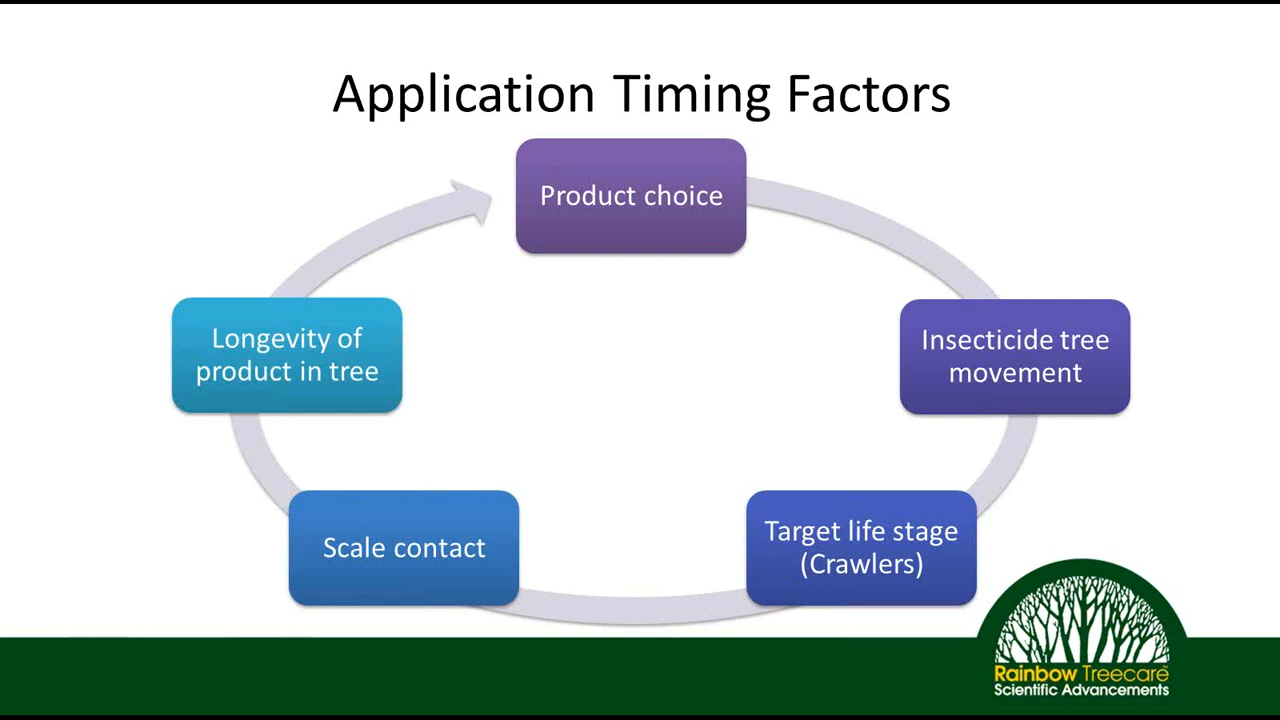 Application Timing Factors
Product choice
Insecticide tree
movement
Target life stage
(Crawlers)
Scale contact
Longevity of
product in tree
Rainbow Treecare
Scientific Advancements